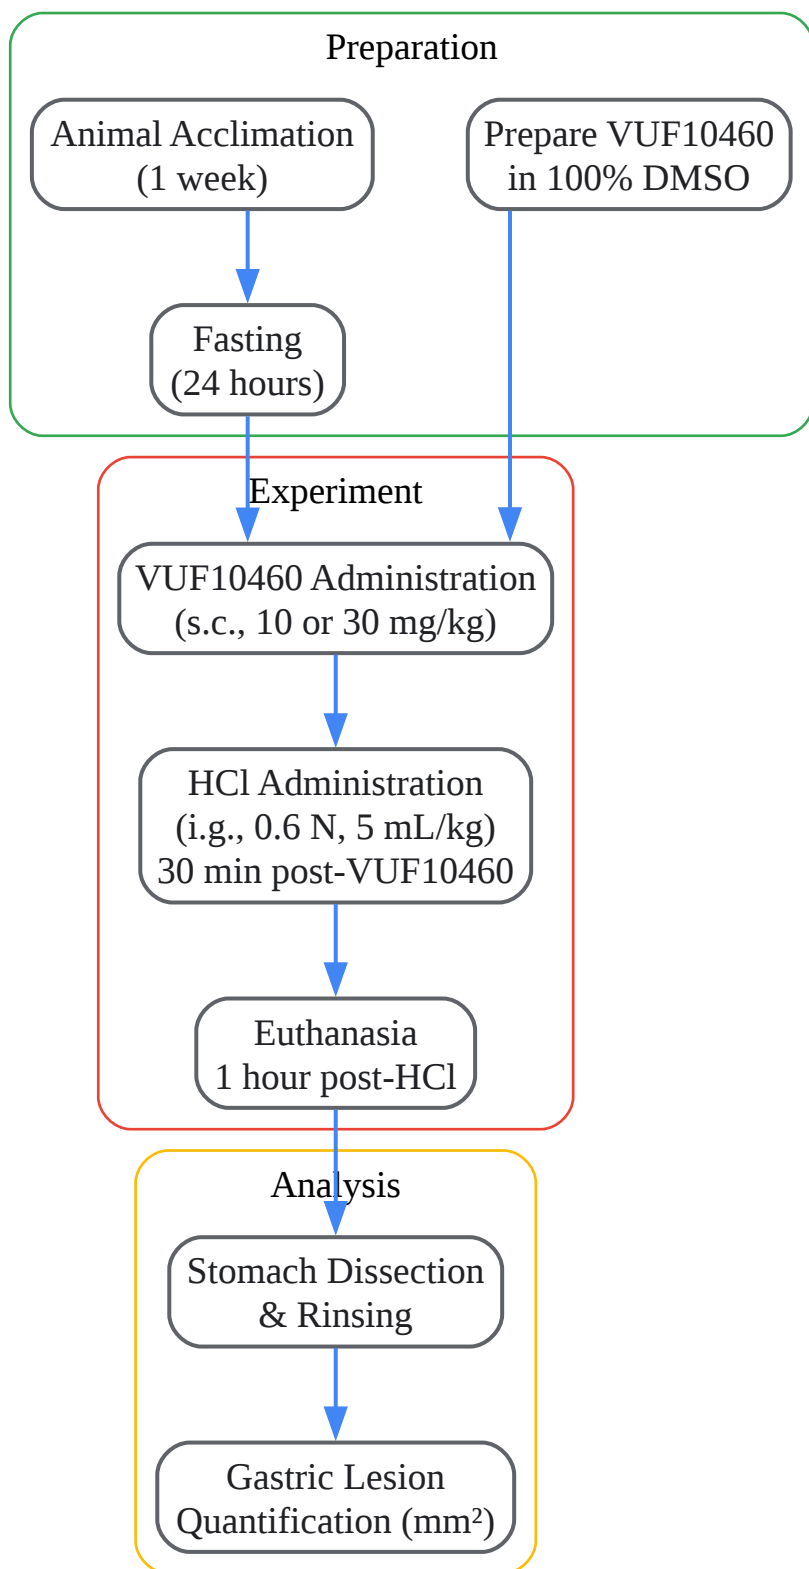 Preparation
Animal Acclimation
(1 week)
Prepare VUF10460
in 100% DMSO
Fasting
(24 hours)
Experiment
VUF10460 Administration
(s.c., 10 or 30 mg/kg)
HCl Administration
(i.g., 0.6 N, 5 mL/kg)
30 min post-VUF10460
Euthanasia
1 hour post-HCl
Analysis
Stomach Dissection
& Rinsing
Gastric Lesion
Quantification (mm²)